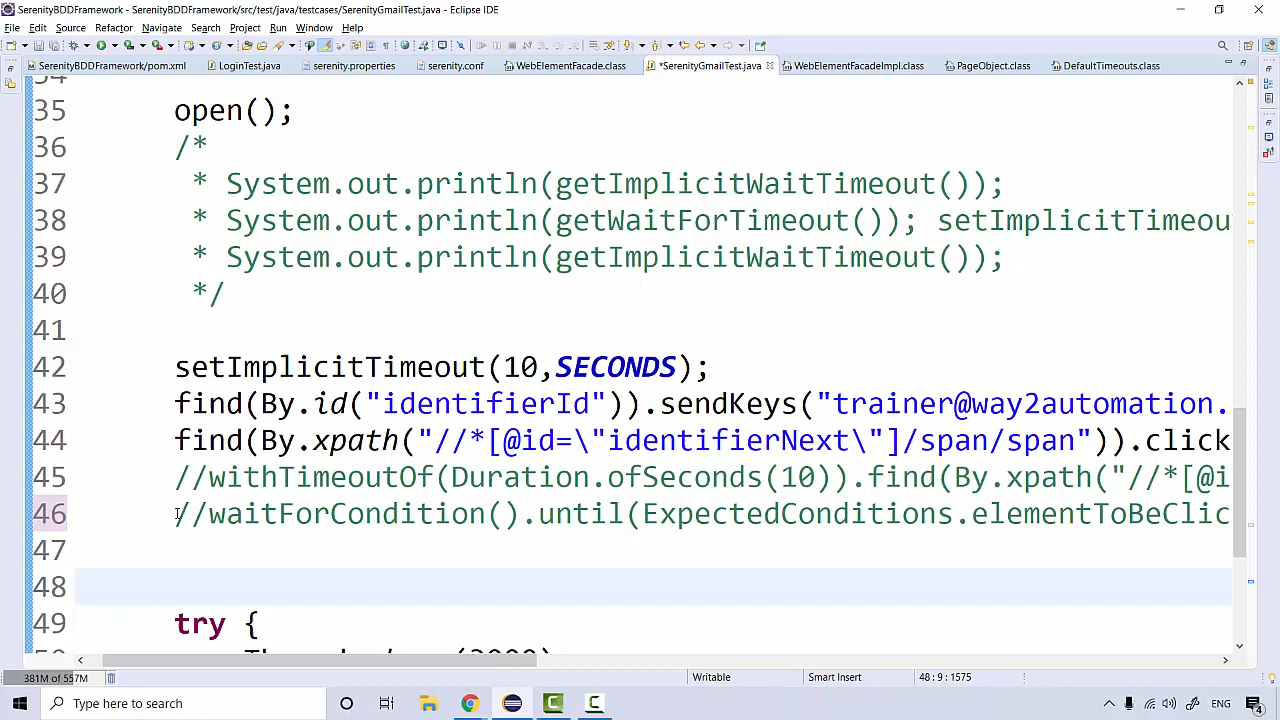 SerenityBDDFramework - SerenityBDDFramework/src/test/java/testcases/SerenityGmailTest.java - Eclipse IDE
File Edit Source Refactor Navigate Search Project Run Window Help
SerenityBDDFramework/pom.xml LoginTest.java serenity.properties serenity.conf WebElementFacade.class *SerenityGmailTest.java WebElementFacadeImpl.class PageObject.class DefaultTimeouts.class
34
35 open();
36 /*
37 * System.out.println(getImplicitWaitTimeout());
38 * System.out.println(getWaitForTimeout()); setImplicitTimeou
39 * System.out.println(getImplicitWaitTimeout());
40 */
41
42 setImplicitTimeout(10,SECONDS);
43 find(By.id("identifierId")).sendKeys("trainer@way2automation.
44 find(By.xpath("//*[@id=\"identifierNext\"]/span/span")).click
45 //withTimeoutOf(Duration.ofSeconds(10)).find(By.xpath("//*[@i
46 //waitForCondition().until(ExpectedConditions.elementToBeClic
47
48
49 try {
381M of 557M Writable Smart Insert 48:9:1575
Type here to search ENG 4